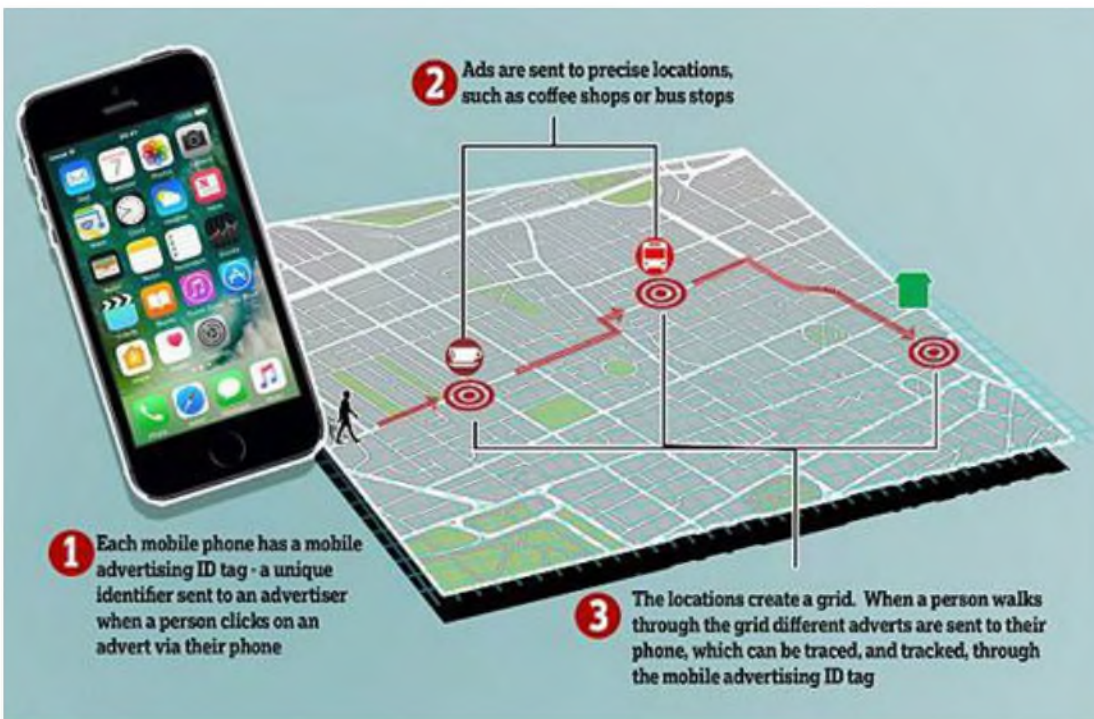 2
Ads are sent to precise locations,
such as coffee shops or bus stops
1
Each mobile phone has a mobile
advertising ID tag - a unique
identifier sent to an advertiser
when a person clicks on an
advert via their phone
3
The locations create a grid. When a person walks
through the grid different adverts are sent to their
phone, which can be traced, and tracked, through
the mobile advertising ID tag